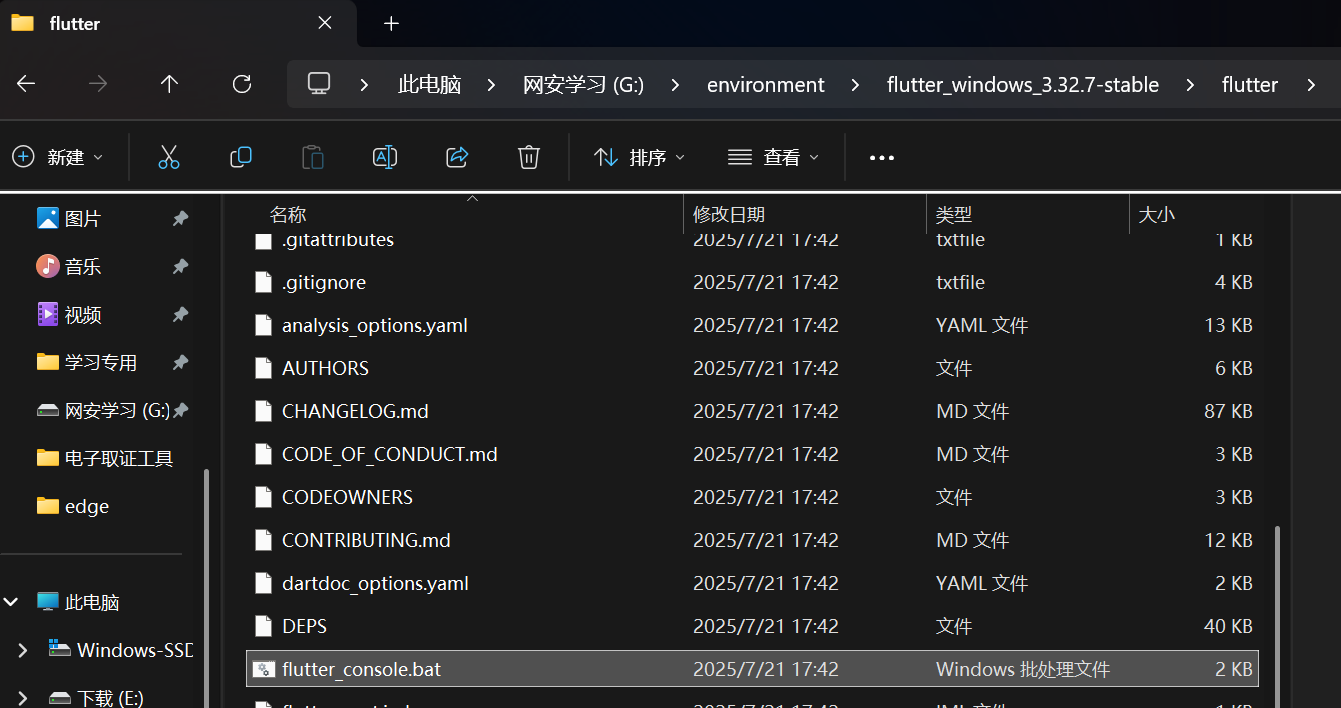 flutter
此电脑 网安学习 (G:) environment flutter_windows_3.32.7-stable flutter
新建 排序 查看
名称 修改日期 类型 大小
图片
音乐
视频
学习专用
网安学习 (G:)
电子取证工具
edge
此电脑
Windows-SSD
下载 (E:)
.gitattributes 2025/7/21 17:42 txtfile 1 KB
.gitignore 2025/7/21 17:42 txtfile 4 KB
analysis_options.yaml 2025/7/21 17:42 YAML 文件 13 KB
AUTHORS 2025/7/21 17:42 文件 6 KB
CHANGELOG.md 2025/7/21 17:42 MD 文件 87 KB
CODE_OF_CONDUCT.md 2025/7/21 17:42 MD 文件 3 KB
CODEOWNERS 2025/7/21 17:42 文件 3 KB
CONTRIBUTING.md 2025/7/21 17:42 MD 文件 12 KB
dartdoc_options.yaml 2025/7/21 17:42 YAML 文件 2 KB
DEPS 2025/7/21 17:42 文件 40 KB
flutter_console.bat 2025/7/21 17:42 Windows 批处理文件 2 KB